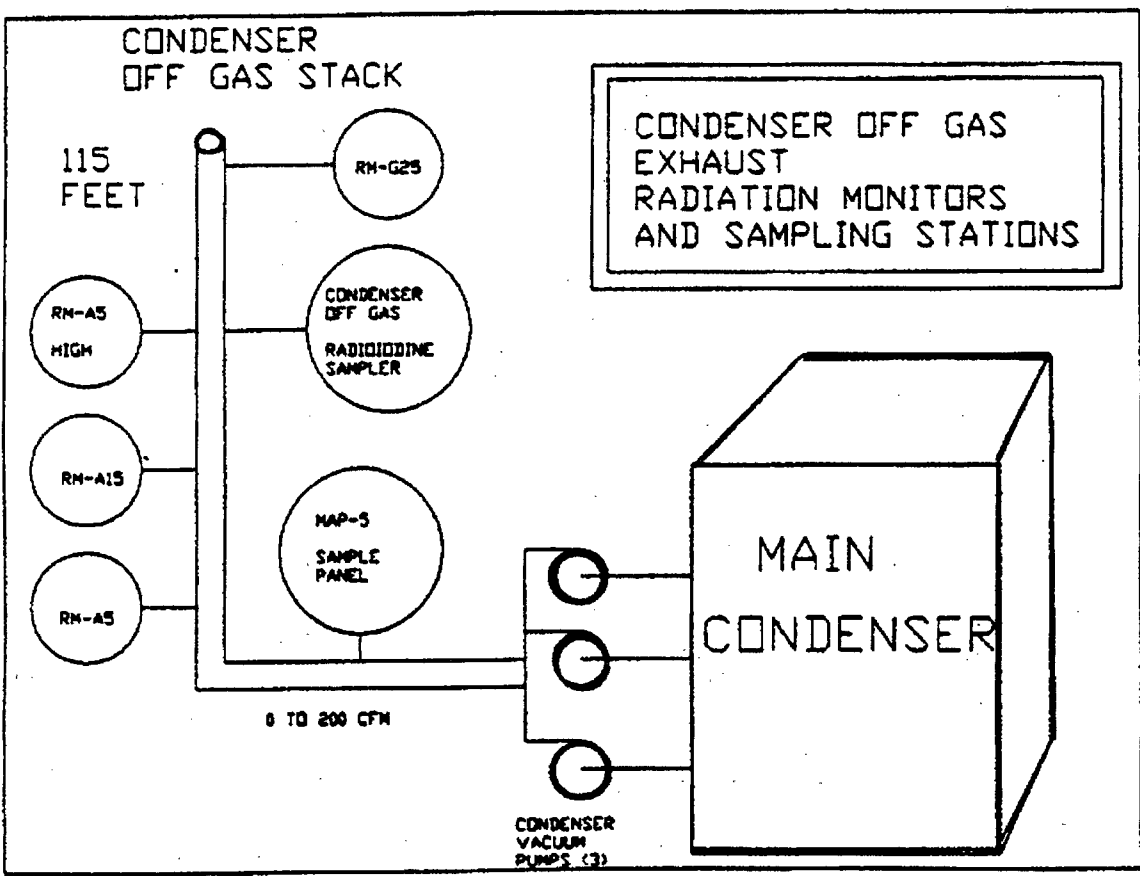 CONDENSER
OFF GAS STACK
115
FEET
RM-G25
CONDENSER OFF GAS
EXHAUST
RADIATION MONITORS
AND SAMPLING STATIONS
RM-A5
HIGH
CONDENSER
OFF GAS
RADIOIODINE
SAMPLER
RM-A15
MAP-5
SAMPLE
PANEL
RM-A5
MAIN
CONDENSER
0 TO 200 CFM
CONDENSER
VACUUM
PUMPS (3)